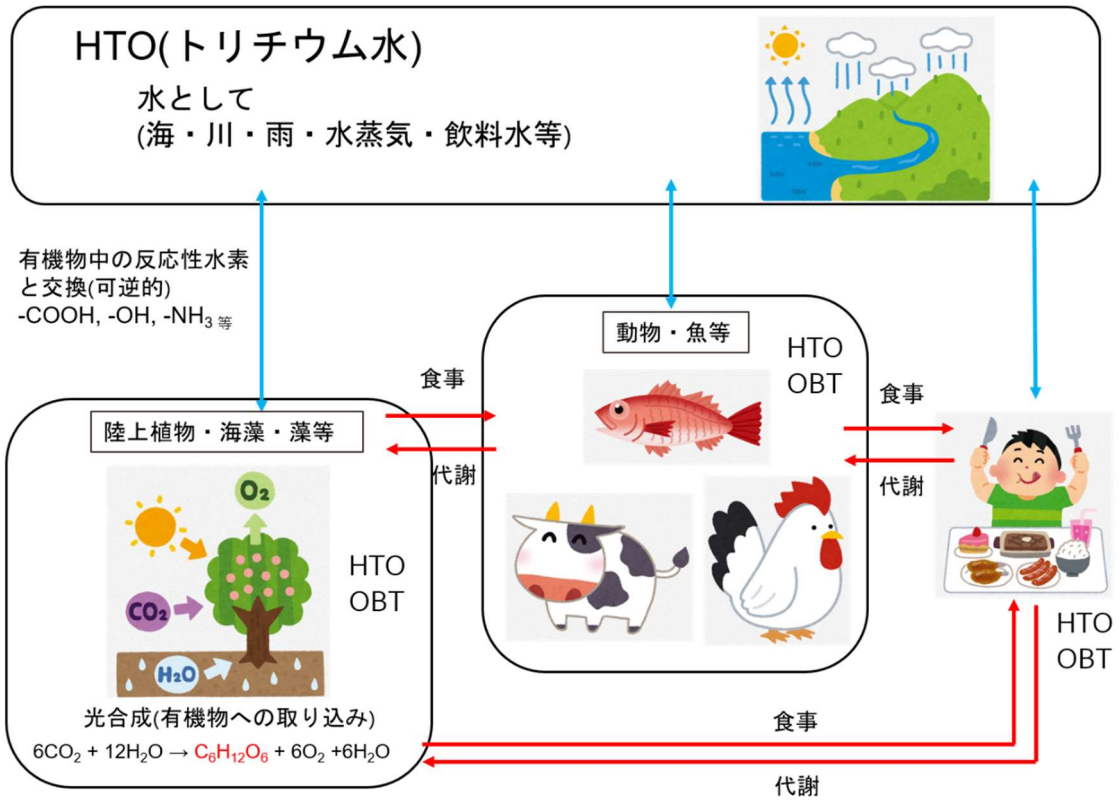 HTO(トリチウム水)
水として
(海・川・雨・水蒸気・飲料水等)
有機物中の反応性水素
と交換(可逆的)
-COOH, -OH, -NH3 等
陸上植物・海藻・藻等
O2
CO2
H2O
HTO
OBT
光合成(有機物への取り込み)
6CO2 + 12H2O → C6H12O6 + 6O2 +6H2O
食事
代謝
動物・魚等
HTO
OBT
食事
代謝
HTO
OBT
食事
代謝